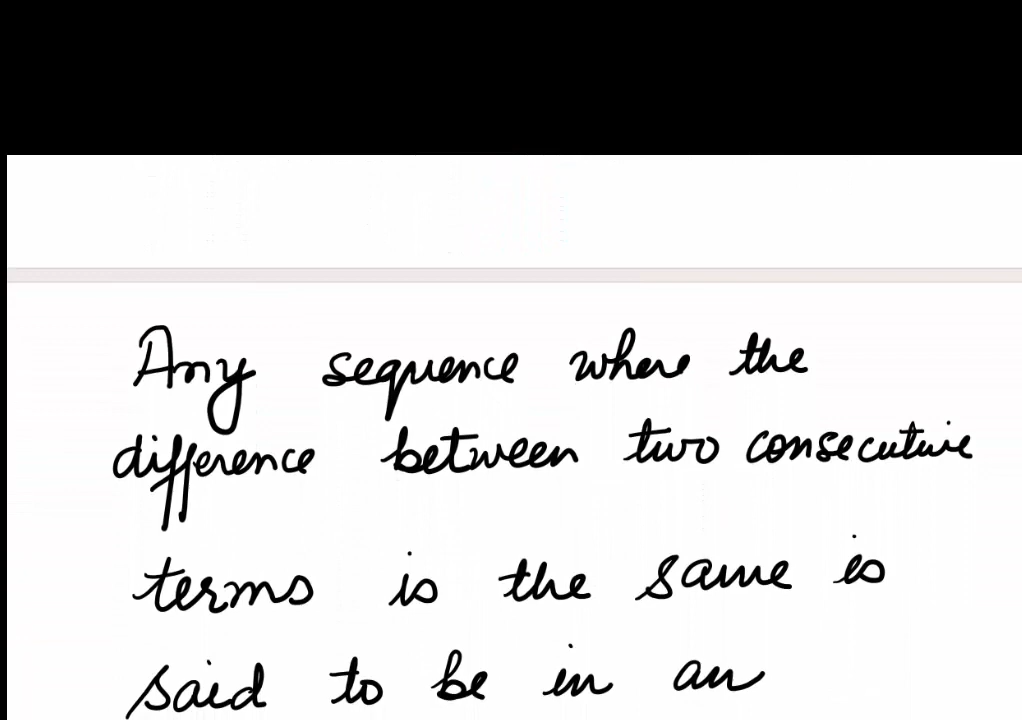 Any sequence where the
difference between two consecutive
terms is the same is
said to be in an